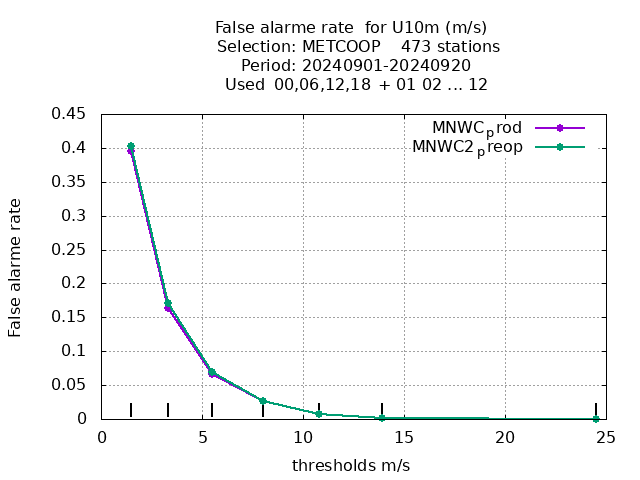 False alarme rate  for U10m (m/s)
Selection: METCOOP    473 stations
Period: 20240901-20240920
Used  00,06,12,18 + 01 02 ... 12
MNWCprod
MNWC2preop
False alarme rate
0.45
0.4
0.35
0.3
0.25
0.2
0.15
0.1
0.05
0
0 5 10 15 20 25
thresholds m/s